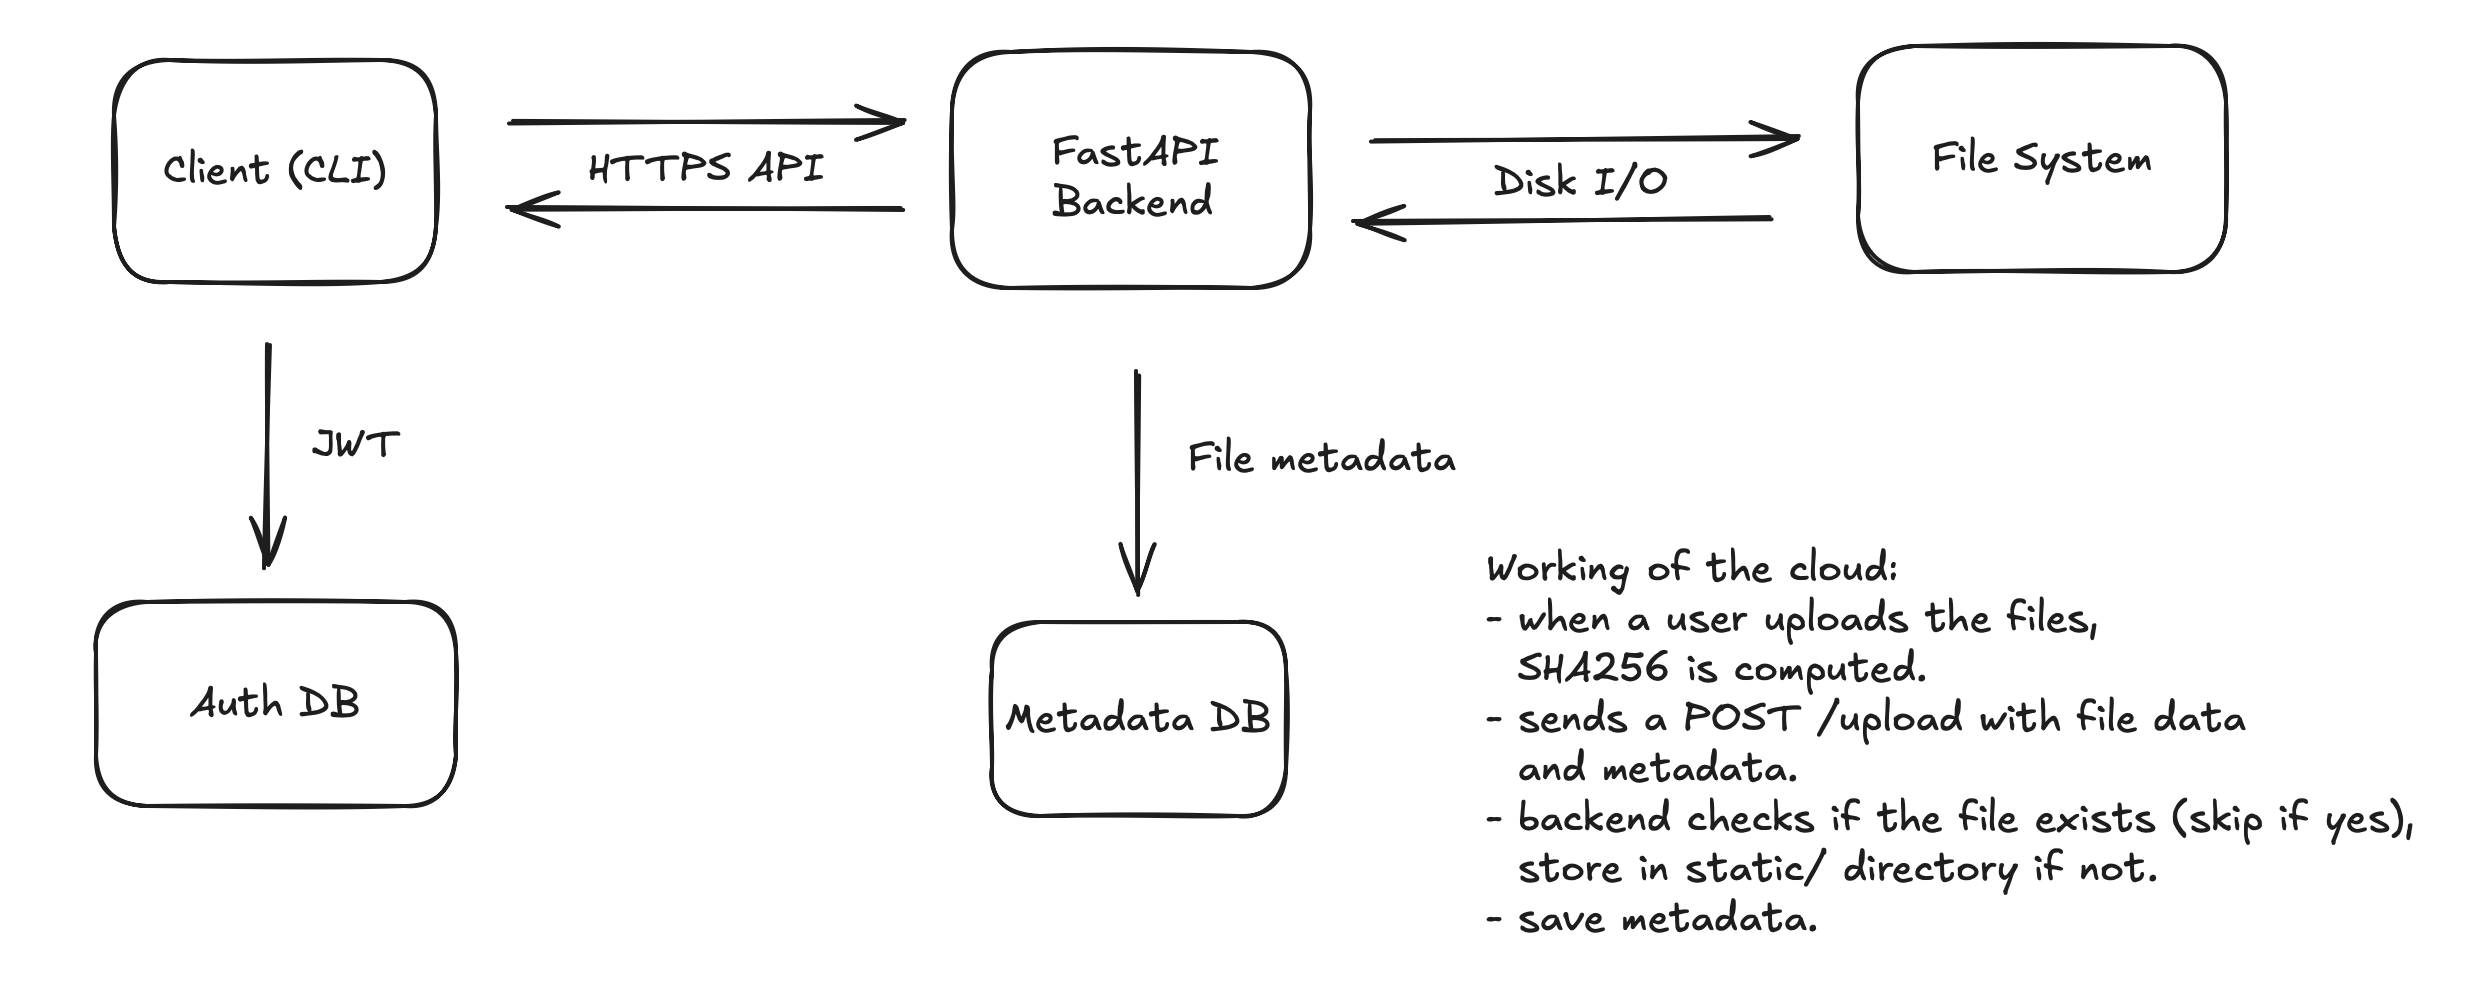 Client (CLI)
HTTPS API
FastAPI
Backend
Disk I/O
File System
JWT
File metadata
Auth DB
Metadata DB
Working of the cloud:
- when a user uploads the files,
SHA256 is computed.
- sends a POST /upload with file data
and metadata.
- backend checks if the file exists (skip if yes),
store in static/ directory if not.
- save metadata.